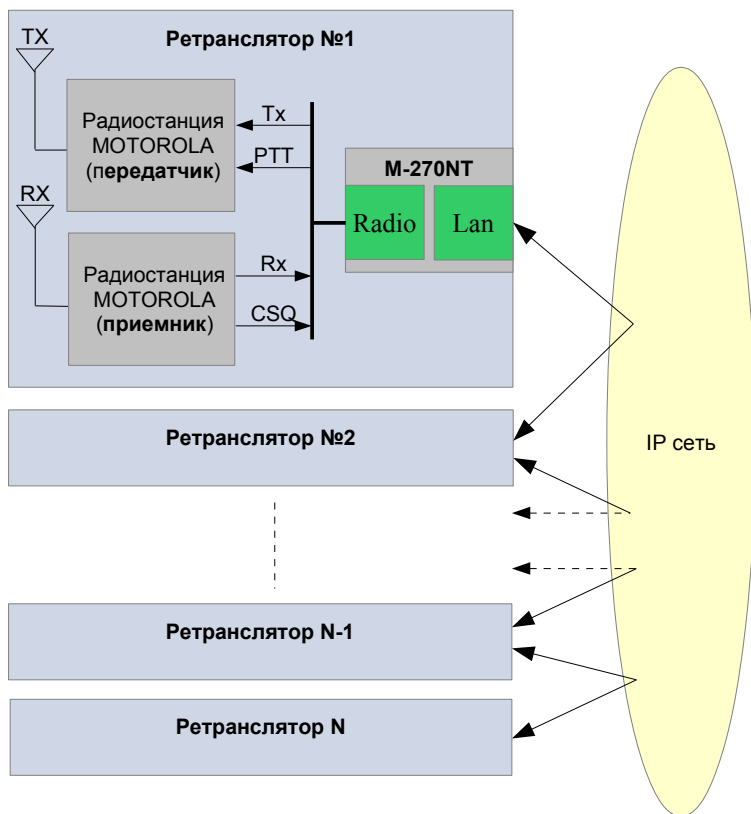 Ретранслятор №1
TX
Радиостанция
MOTOROLA
(передатчик)
Tx
PTT
M-270NT
Radio
Lan
RX
Радиостанция
MOTOROLA
(приемник)
Rx
CSQ
Ретранслятор №2
IP сеть
Ретранслятор N-1
Ретранслятор N